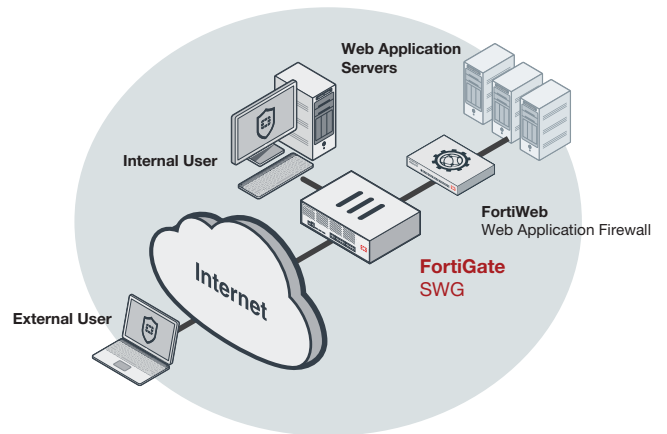 Web Application
Servers
Internal User
FortiWeb
Web Application Firewall
FortiGate
SWG
Internet
External User